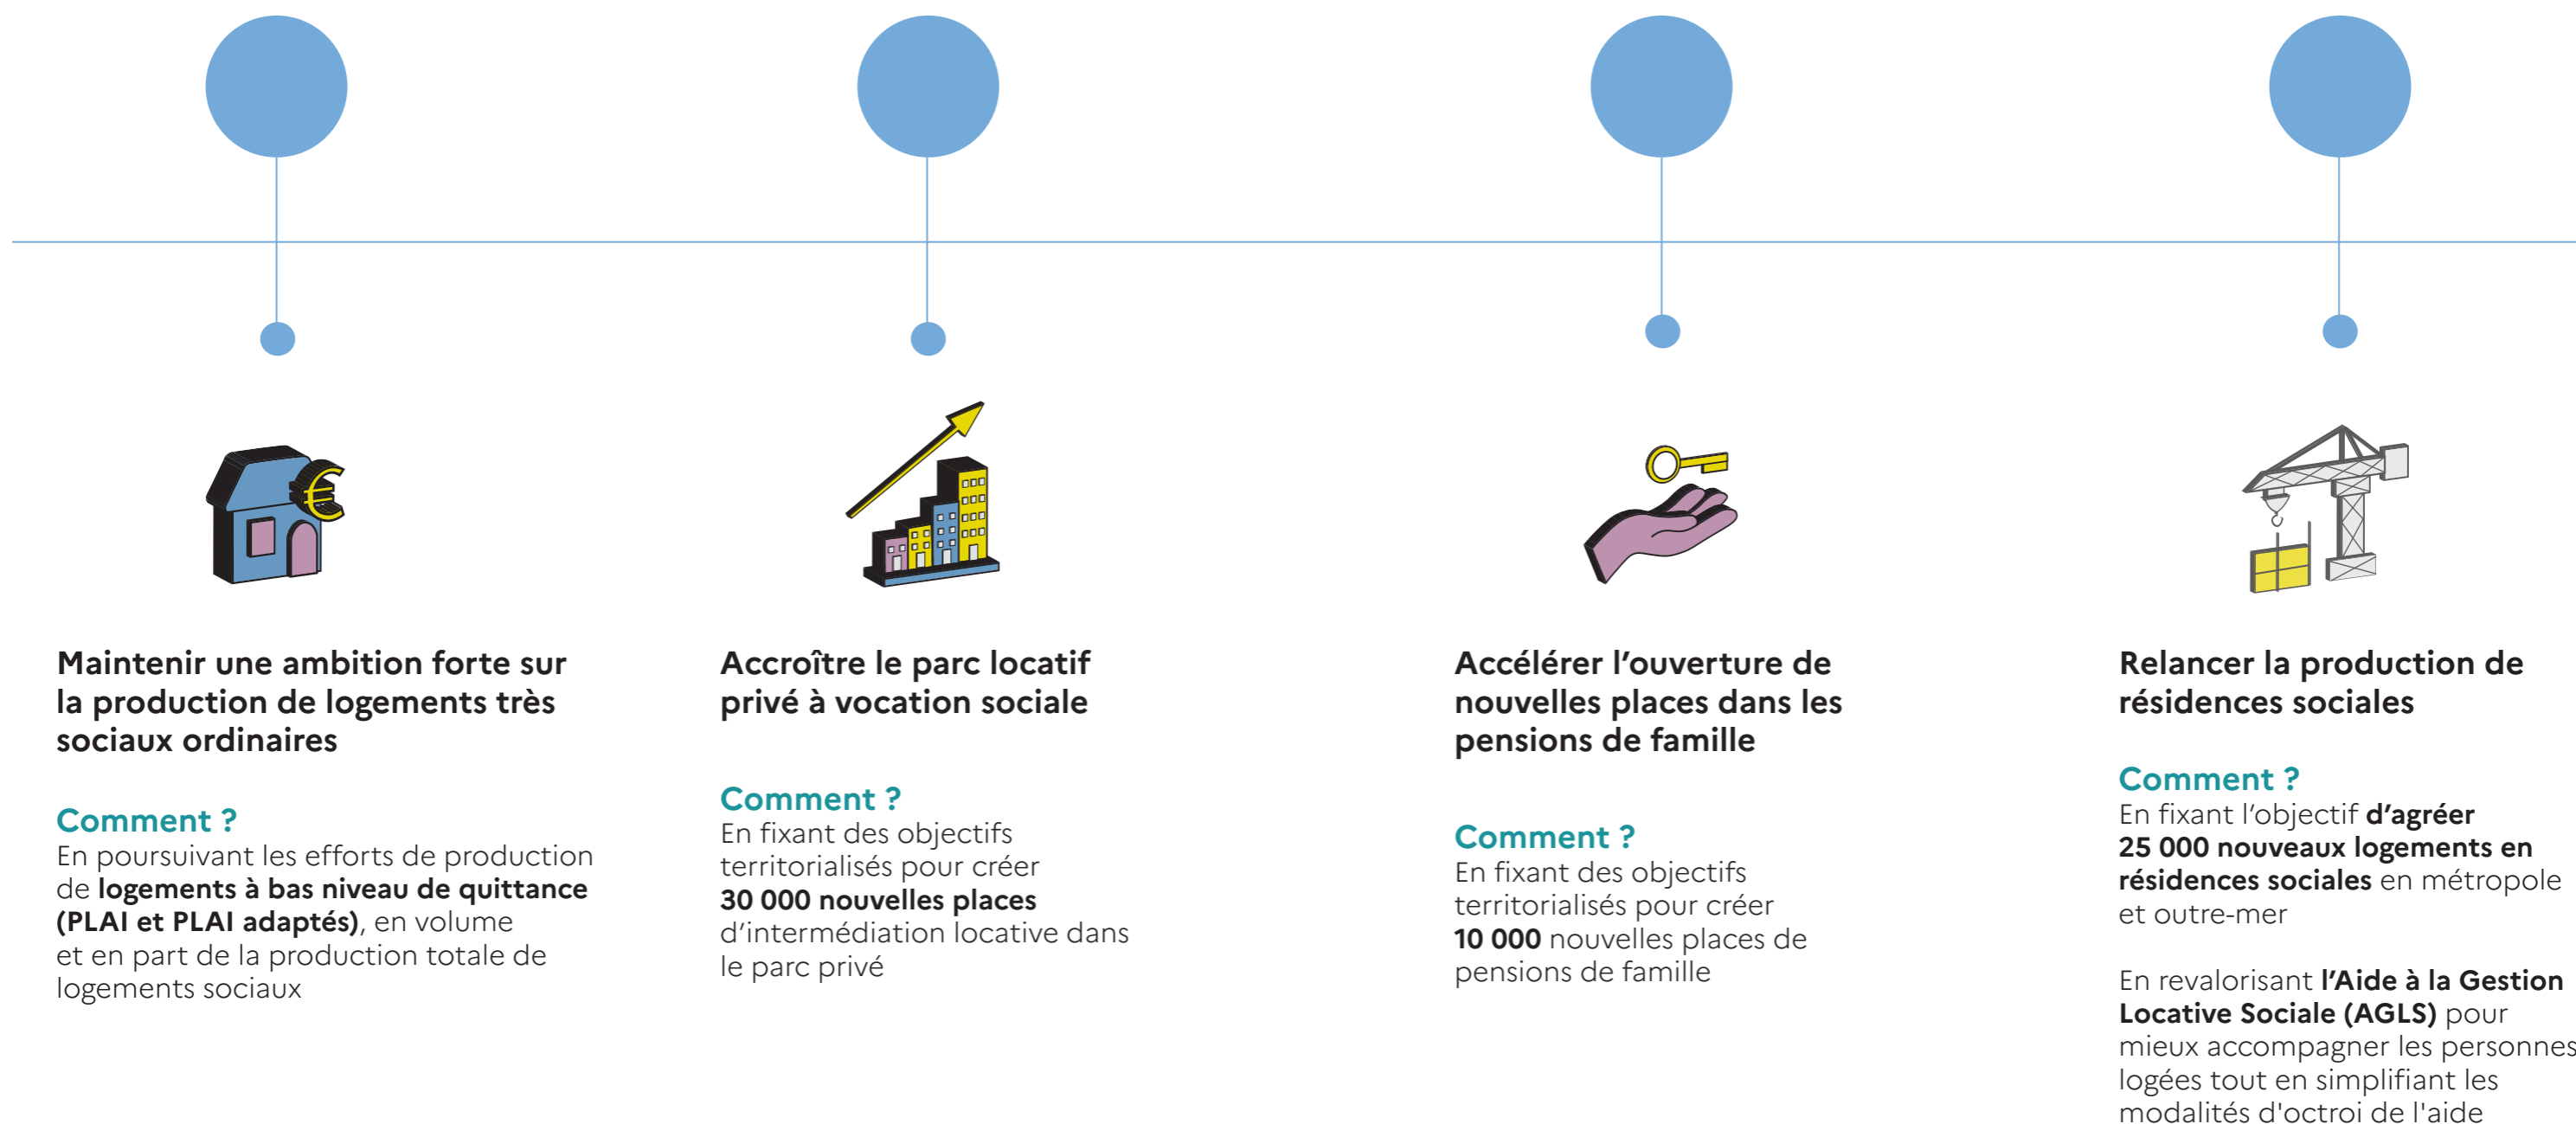 Maintenir une ambition forte sur
la production de logements très
sociaux ordinaires
Comment ?
En poursuivant les efforts de production
de logements à bas niveau de quittance
(PLAI et PLAI adaptés), en volume
et en part de la production totale de
logements sociaux
Accroître le parc locatif
privé à vocation sociale
Comment ?
En fixant des objectifs
territorialisés pour créer
30 000 nouvelles places
d’intermédiation locative dans
le parc privé
Accélérer l’ouverture de
nouvelles places dans les
pensions de famille
Comment ?
En fixant des objectifs
territorialisés pour créer
10 000 nouvelles places de
pensions de famille
Relancer la production de
résidences sociales
Comment ?
En fixant l’objectif d’agréer
25 000 nouveaux logements en
résidences sociales en métropole
et outre-mer
En revalorisant l’Aide à la Gestion
Locative Sociale (AGLS) pour
mieux accompagner les personnes
logées tout en simplifiant les
modalités d'octroi de l'aide